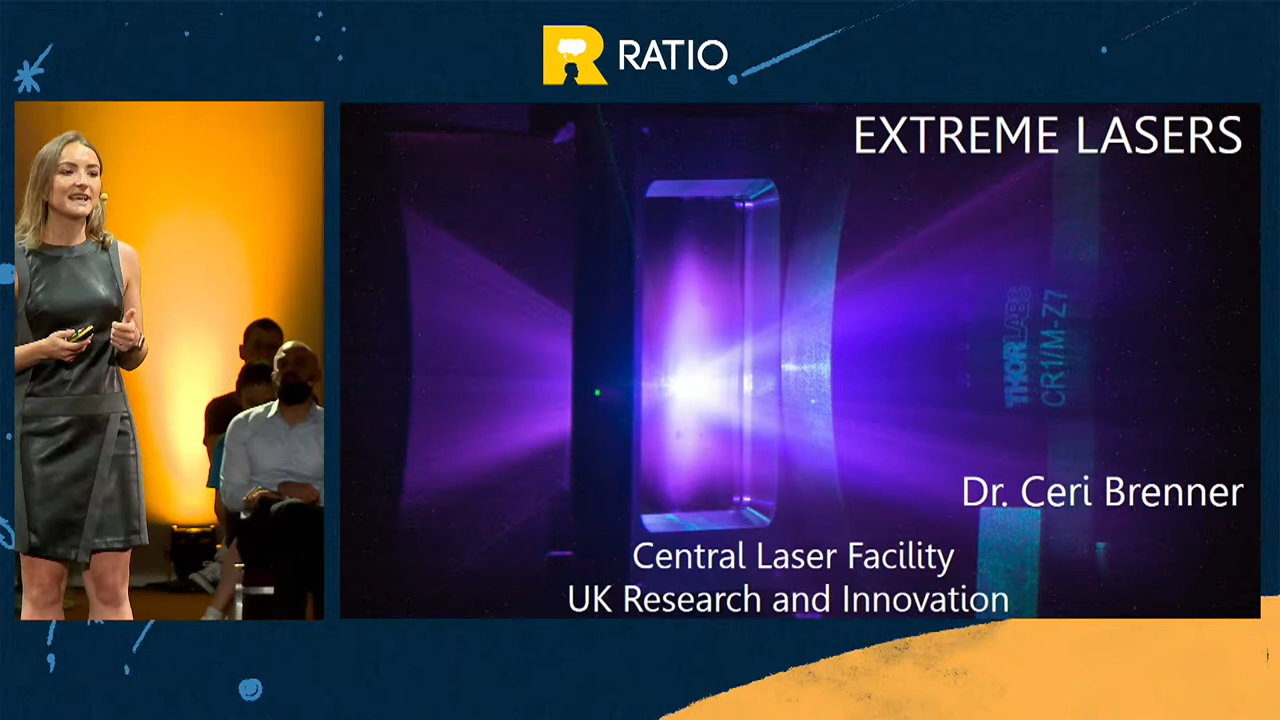 RATIO
EXTREME LASERS
THORLABS
CR1/M-Z7
Dr. Ceri Brenner
Central Laser Facility
UK Research and Innovation